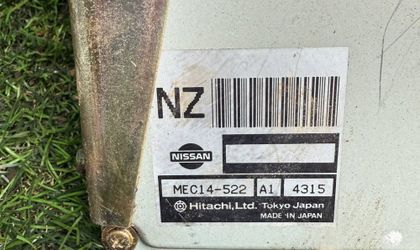 NZ
NISSAN
MEC14-522 A1 4315
Hitachi, Ltd. Tokyo Japan
MADE IN JAPAN